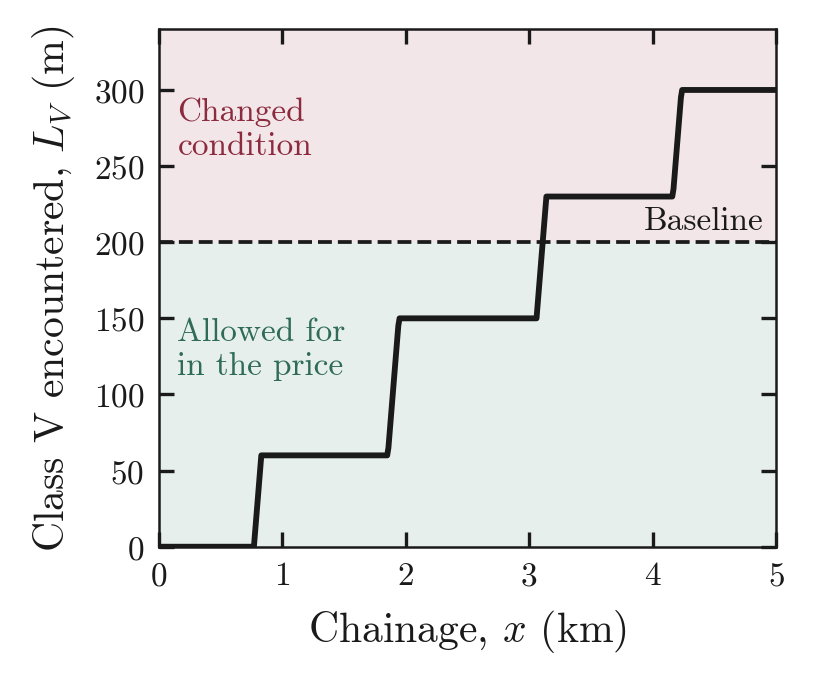 Class V encountered, L_V (m)
300
250
200
150
100
50
0
Changed
condition
Baseline
Allowed for
in the price
0 1 2 3 4 5
Chainage, x (km)